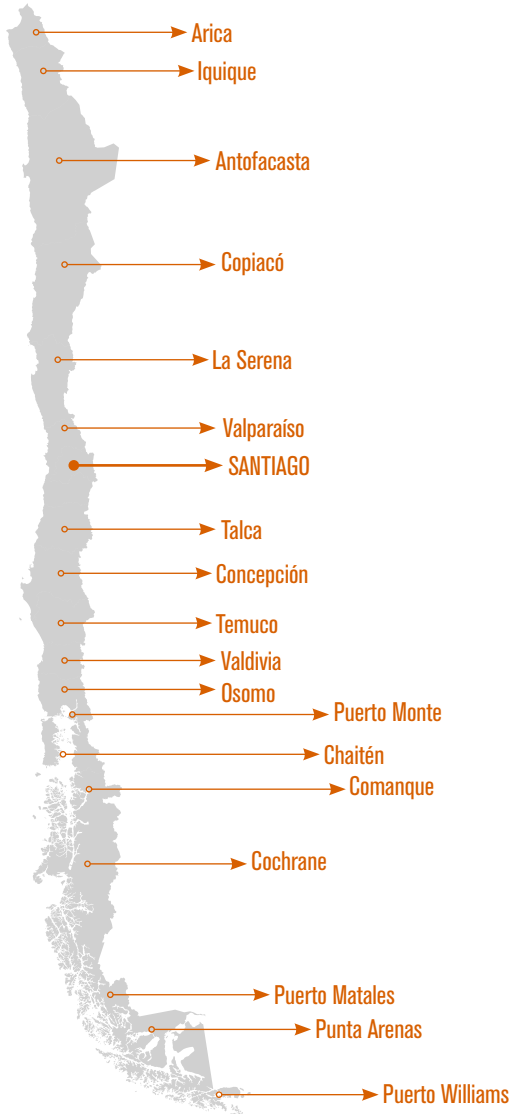 Arica
Iquique
Antofacasta
Copiacó
La Serena
Valparaíso
SANTIAGO
Talca
Concepción
Temuco
Valdivia
Osomo
Puerto Monte
Chaitén
Comanque
Cochrane
Puerto Matales
Punta Arenas
Puerto Williams